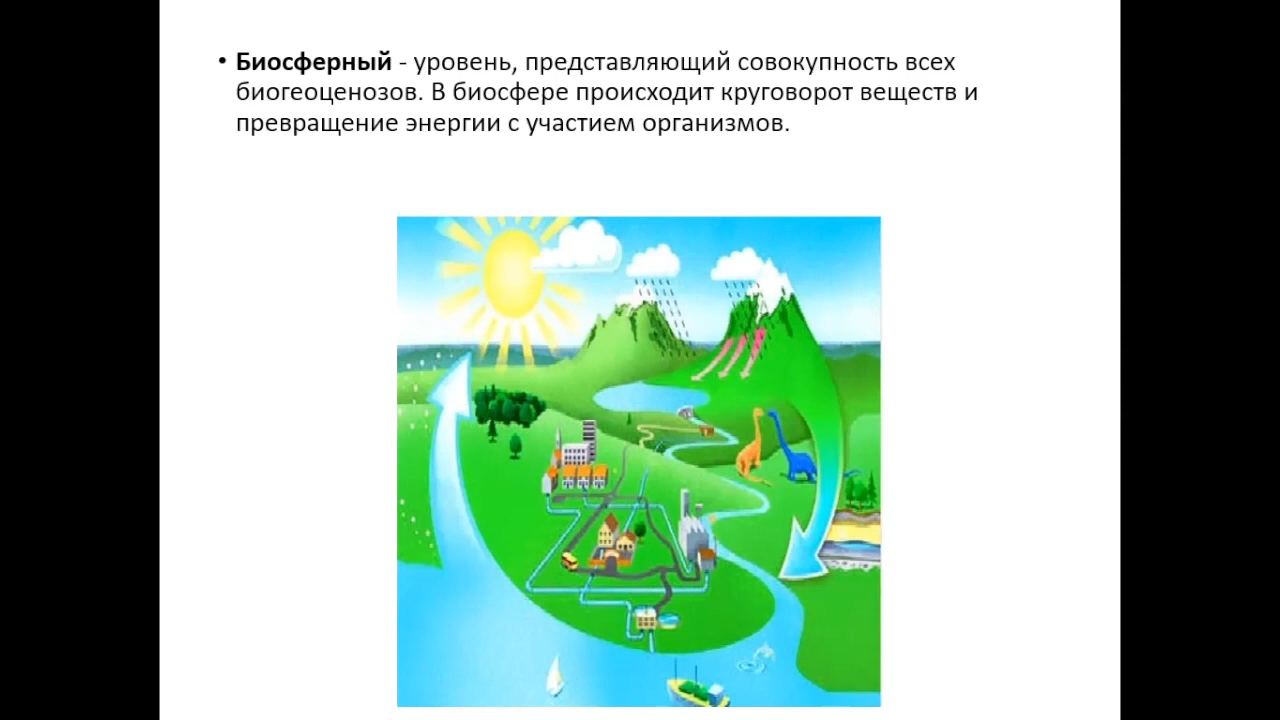 • Биосферный - уровень, представляющий совокупность всех
биогеоценозов. В биосфере происходит круговорот веществ и
превращение энергии с участием организмов.